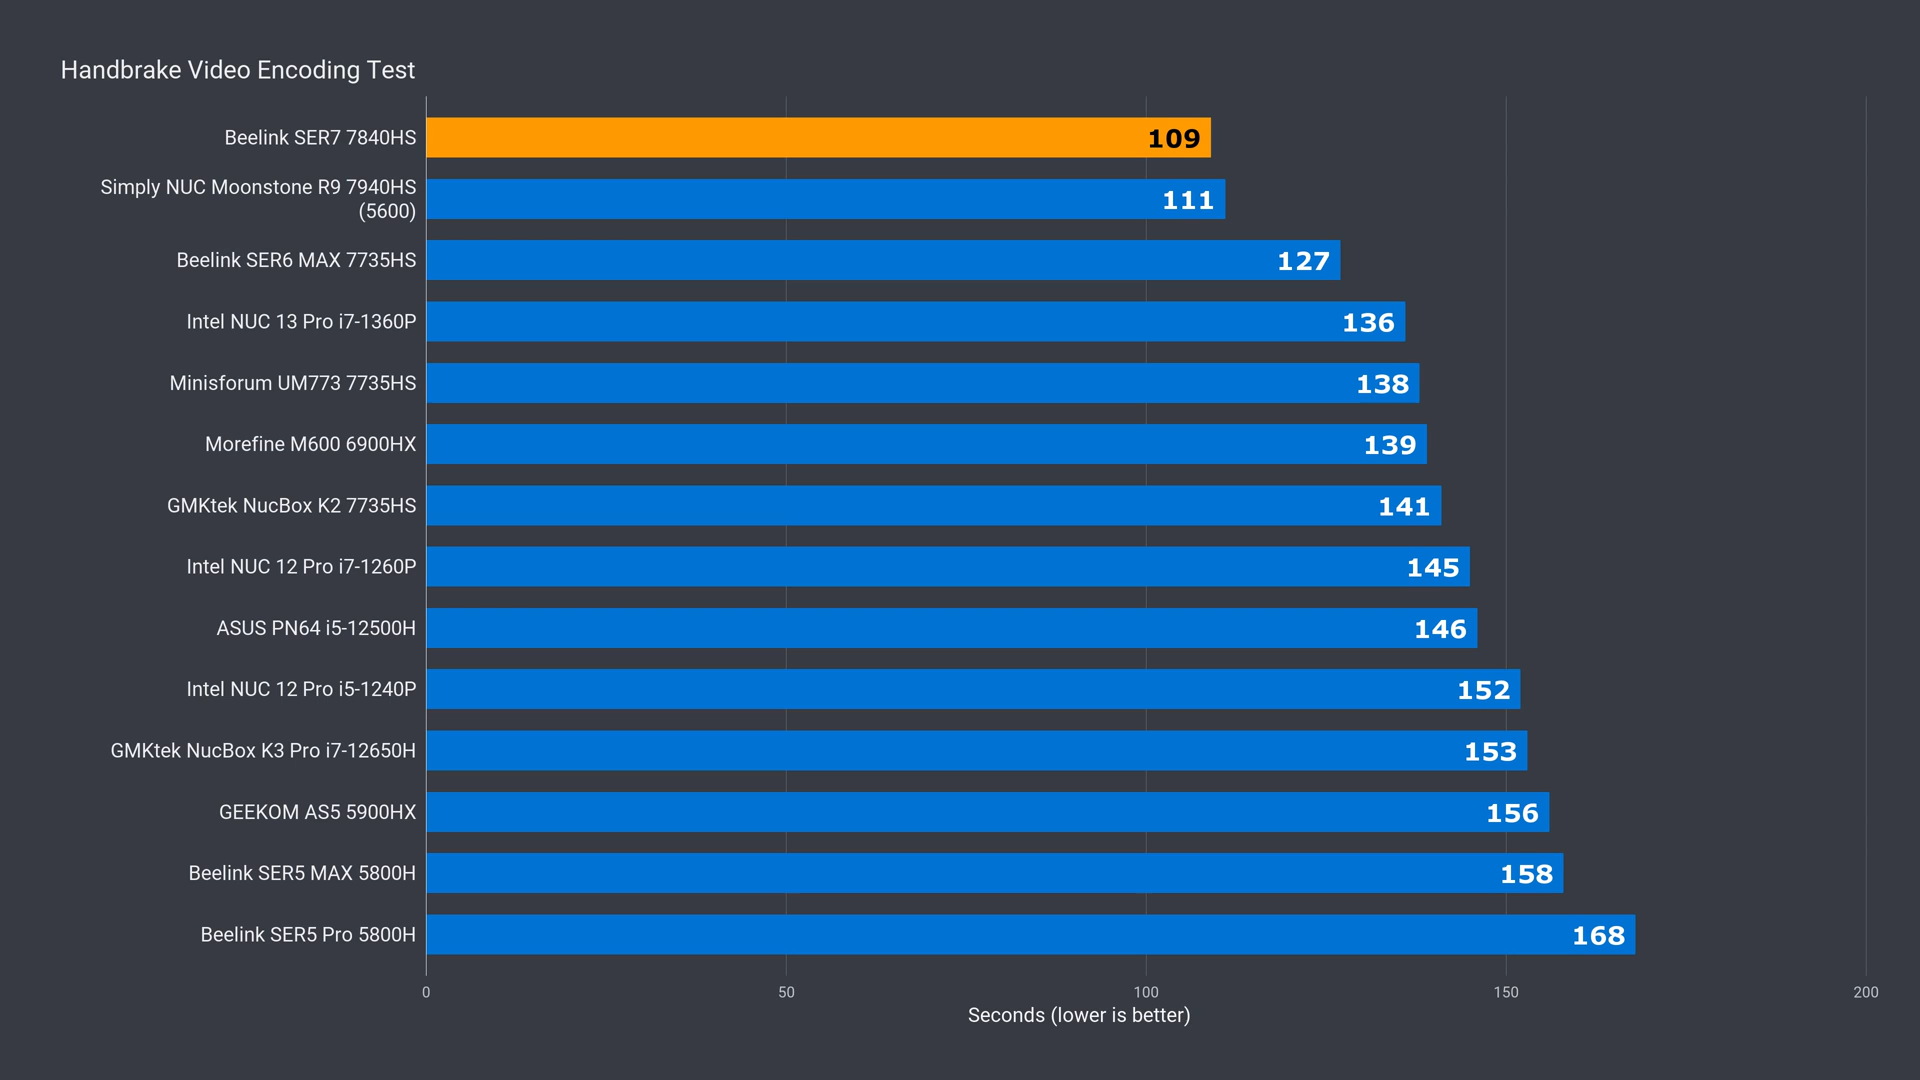 Handbrake Video Encoding Test
Beelink SER7 7840HS
109
Simply NUC Moonstone R9 7940HS
(5600)
111
Beelink SER6 MAX 7735HS
127
Intel NUC 13 Pro i7-1360P
136
Minisforum UM773 7735HS
138
Morefine M600 6900HX
139
GMKtek NucBox K2 7735HS
141
Intel NUC 12 Pro i7-1260P
145
ASUS PN64 i5-12500H
146
Intel NUC 12 Pro i5-1240P
152
GMKtek NucBox K3 Pro i7-12650H
153
GEEKOM AS5 5900HX
156
Beelink SER5 MAX 5800H
158
Beelink SER5 Pro 5800H
168
0 50 100 150 200
Seconds (lower is better)